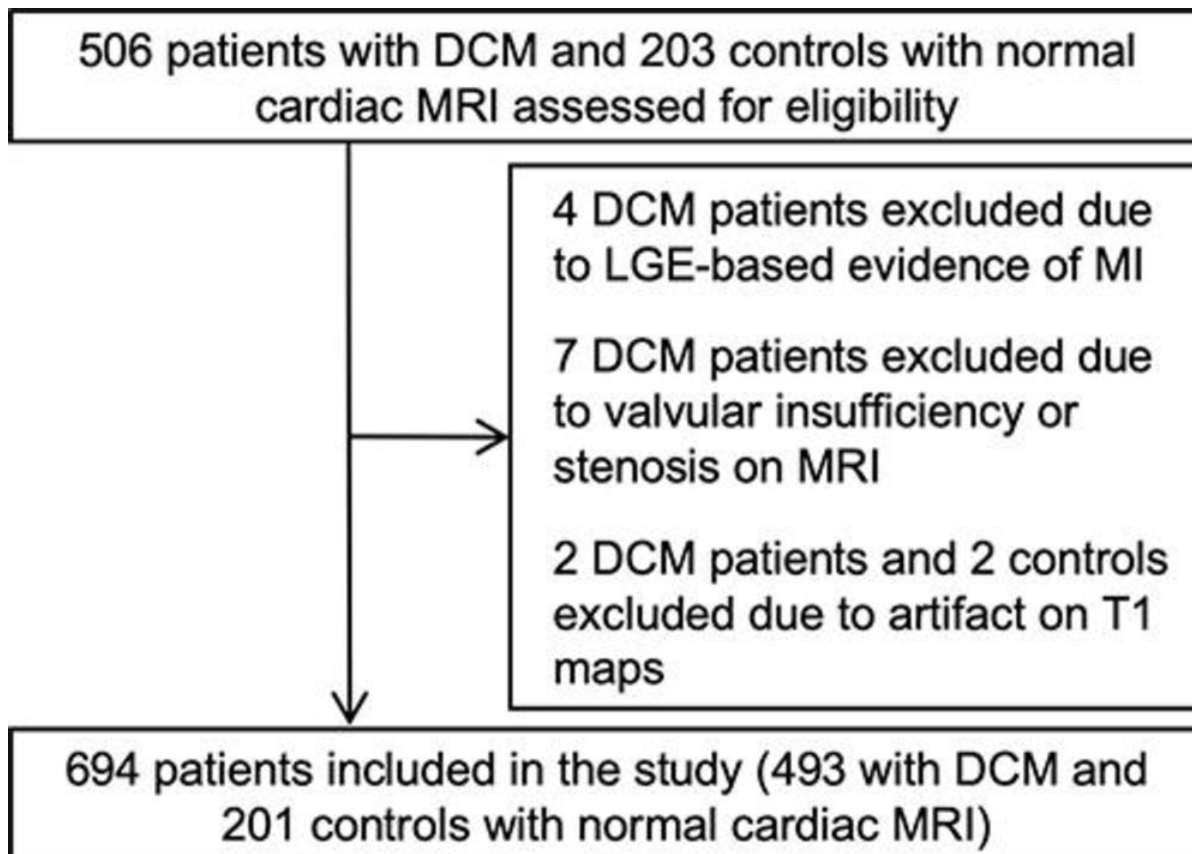 506 patients with DCM and 203 controls with normal
cardiac MRI assessed for eligibility
4 DCM patients excluded due
to LGE-based evidence of MI
7 DCM patients excluded due
to valvular insufficiency or
stenosis on MRI
2 DCM patients and 2 controls
excluded due to artifact on T1
maps
694 patients included in the study (493 with DCM and
201 controls with normal cardiac MRI)